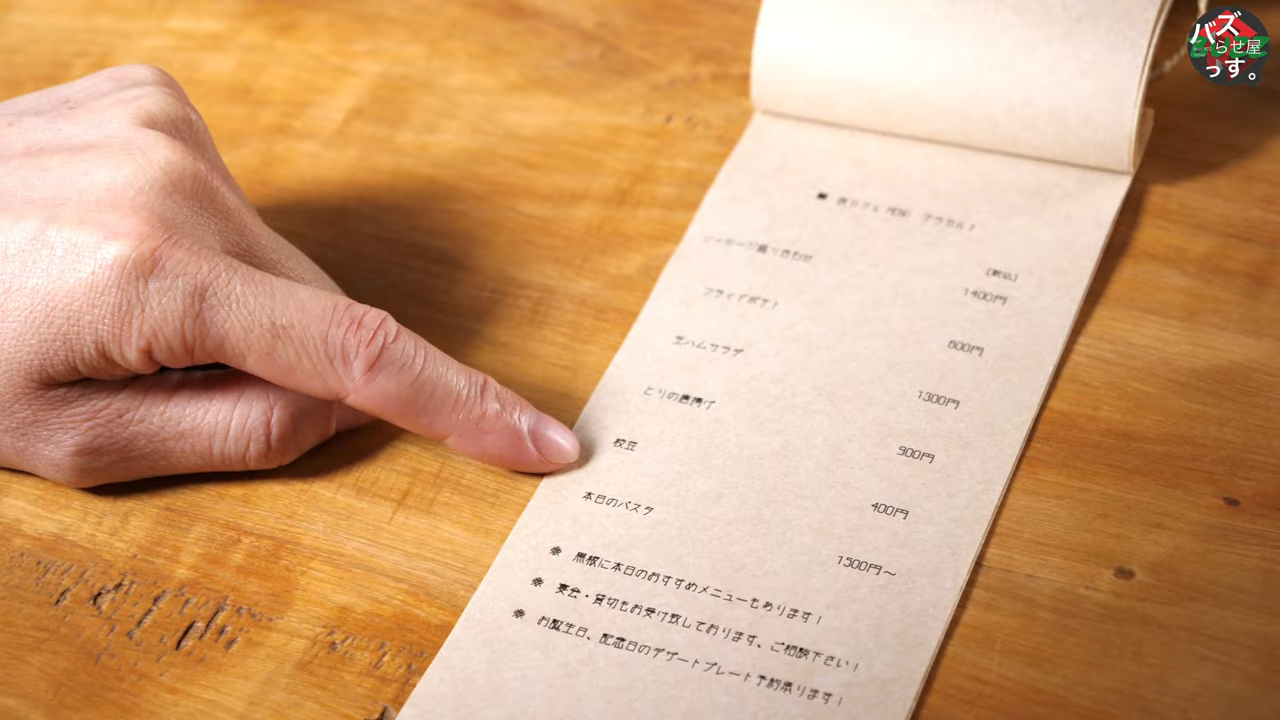 バズ
らせ屋
っす。
ソーセージ盛り合わせ
(税込)
1400円
フライドポテト
600円
生ハムサラダ
1300円
とりの唐揚げ
900円
枝豆
400円
本日のパスタ
1500円～
※ 黒板に本日のおすすめメニューもあります！
※ 宴会・貸切もお受け致しております、ご相談下さい！
※ お誕生日、記念日のデザートプレート予約承ります！